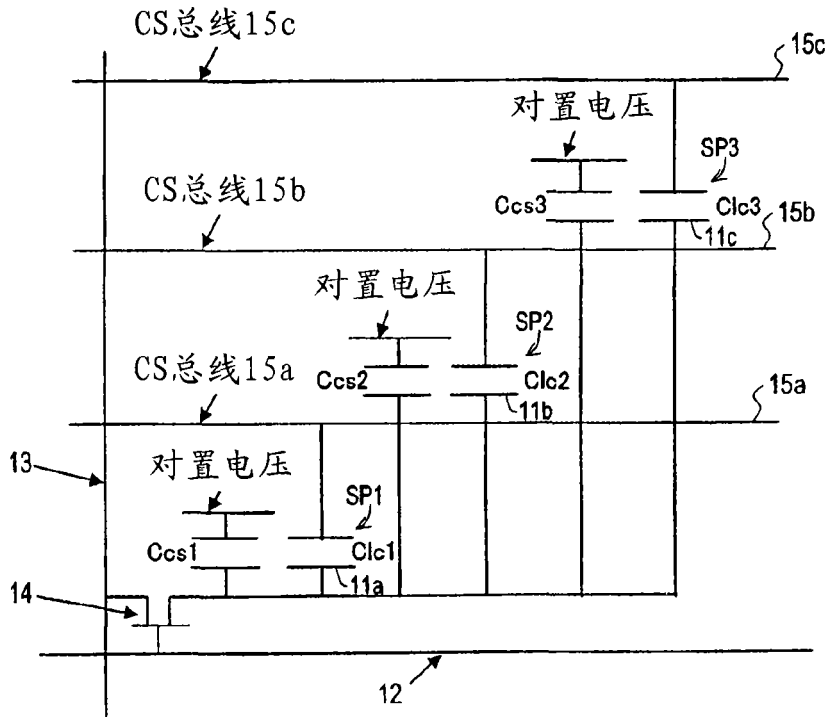 CS总线15c
15c
对置电压
SP3
CS总线15b
Ccs3
Clc3
11c
15b
对置电压
SP2
CS总线15a
Ccs2
Clc2
11b
15a
13
对置电压
SP1
Ccs1
Clc1
11a
14
12